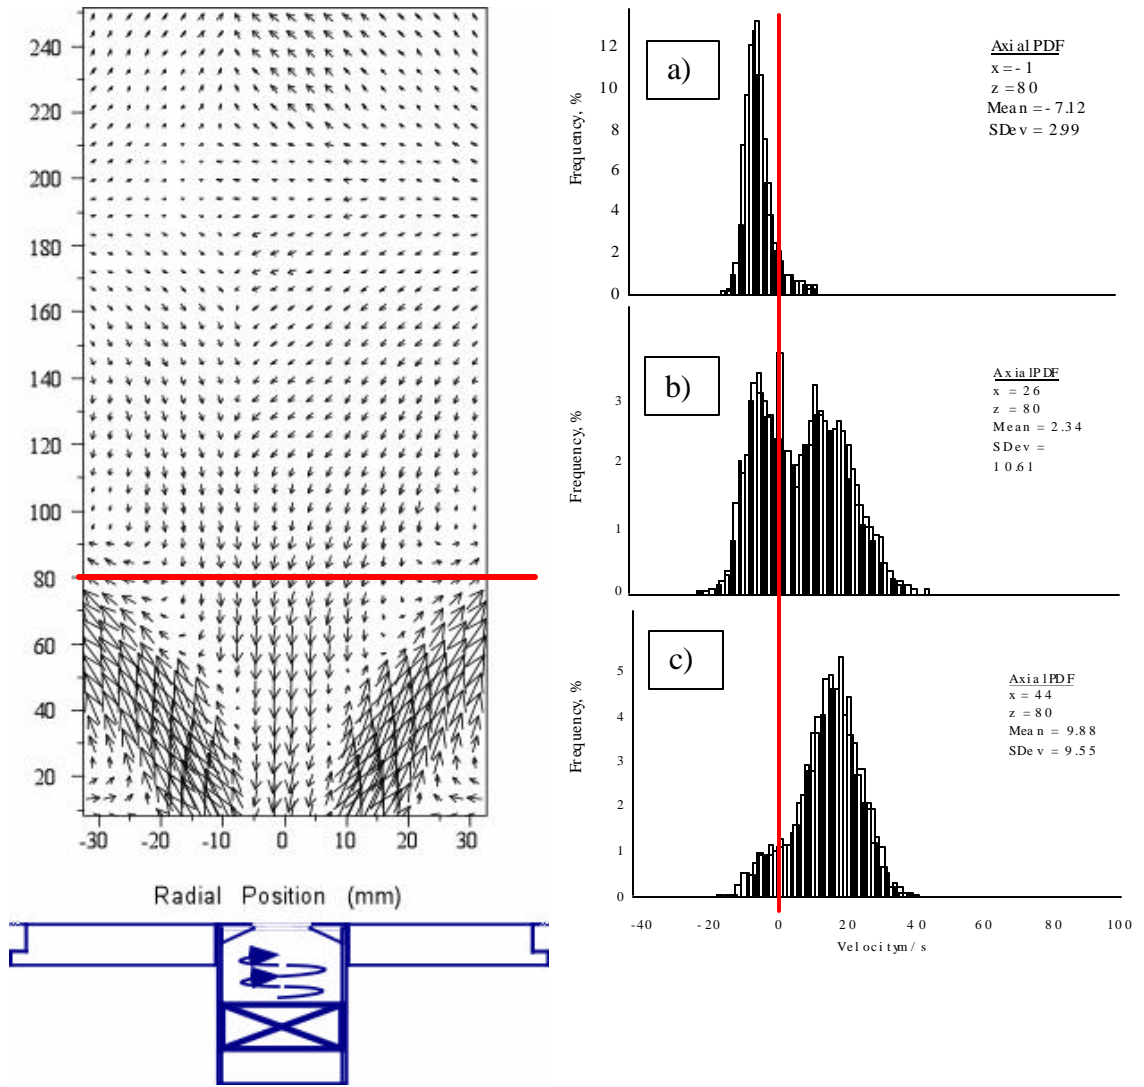 240
220
200
180
160
140
120
100
80
60
40
20
-30 -20 -10 0 10 20 30
Radial Position (mm)
a)
Axial PDF
x = - 1
z = 80
Mean = - 7.12
SDev = 2.99
Frequency, %
12
10
8
6
4
2
0
b)
Axial PDF
x = 26
z = 80
Mean = 2.34
SDev =
10.61
Frequency, %
3
2
1
0
c)
Axial PDF
x = 44
z = 80
Mean = 9.88
SDev = 9.55
Frequency, %
5
4
3
2
1
0
-40 -20 0 20 40 60 80 100
Velocity m/s